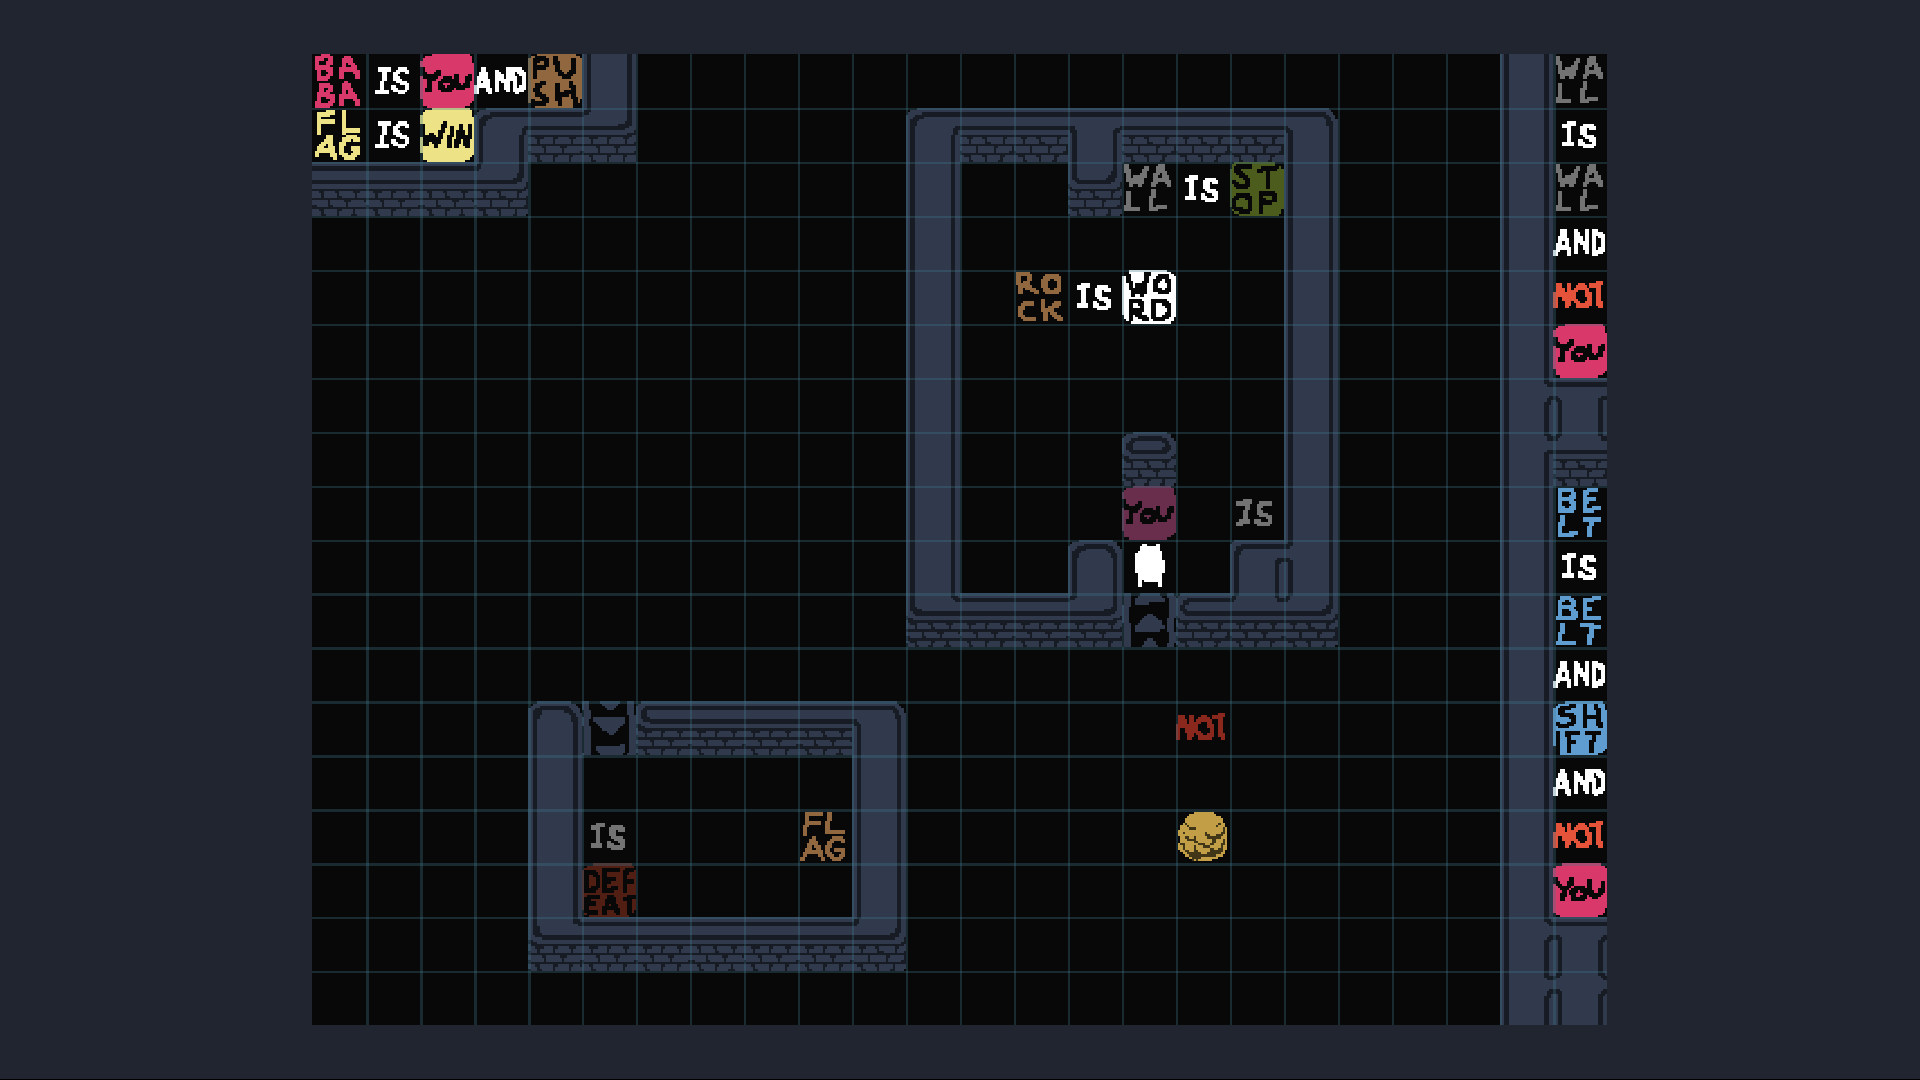 BABA IS YOU AND PUSH
FLAG IS WIN
WALL IS STOP
ROCK IS WORD
YOU
IS
NOT
IS
FLAG
DEFEAT
WALL
IS
WALL
AND
NOT
YOU
BELT
IS
BELT
AND
SHIFT
AND
NOT
YOU